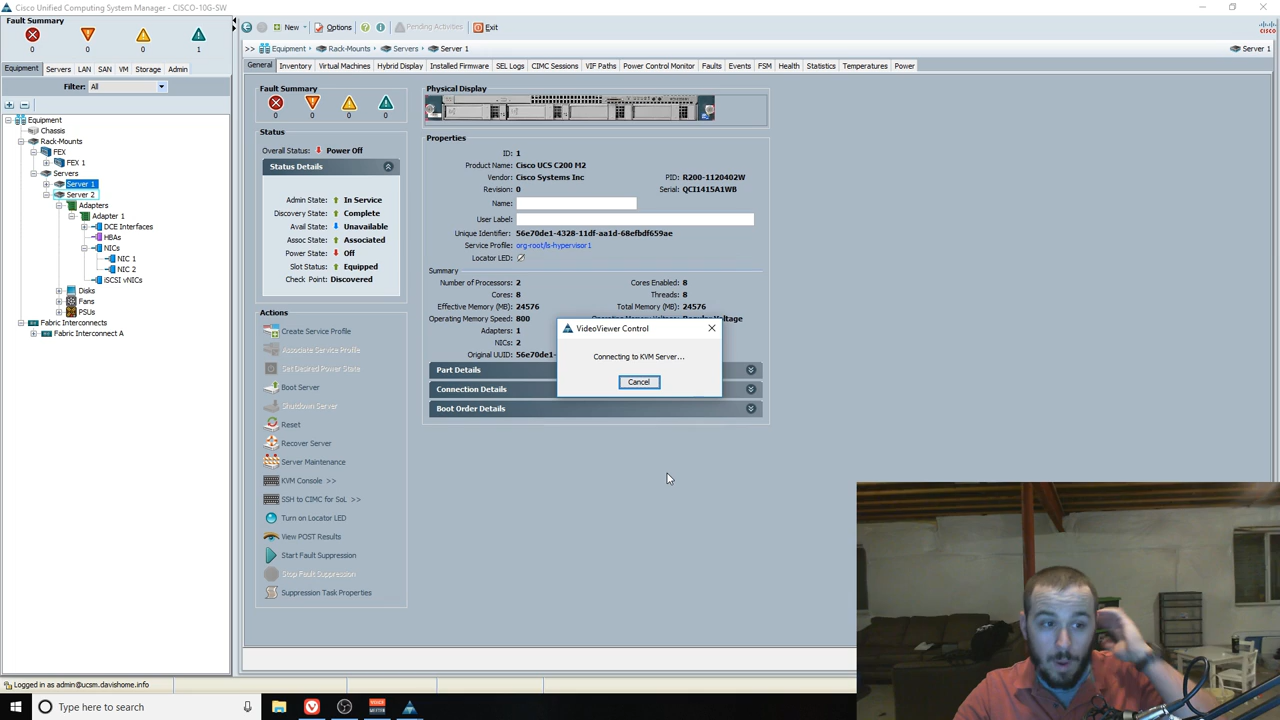 Cisco Unified Computing System Manager - CISCO-10G-SW
Fault Summary
0 0 0 1
Equipment Servers LAN SAN VM Storage Admin
Filter: All
Equipment
Chassis
Rack-Mounts
FEX
FEX 1
Servers
Server 1
Server 2
Adapters
Adapter 1
DCE Interfaces
HBAs
NICs
NIC 1
NIC 2
iSCSI vNICs
Disks
Fans
PSUs
Fabric Interconnects
Fabric Interconnect A
Logged in as admin@ucsm.davishome.info
New Options Pending Activities Exit
CISCO
>> Equipment Rack-Mounts Servers Server 1
Server 1
General Inventory Virtual Machines Hybrid Display Installed Firmware SEL Logs CIMC Sessions VIF Paths Power Control Monitor Faults Events FSM Health Statistics Temperatures Power
Fault Summary
0 0 0 0
Status
Overall Status: Power Off
Status Details
Admin State: In Service
Discovery State: Complete
Avail State: Unavailable
Assoc State: Associated
Power State: Off
Slot Status: Equipped
Check Point: Discovered
Actions
Create Service Profile
Associate Service Profile
Set Desired Power State
Boot Server
Shutdown Server
Reset
Recover Server
Server Maintenance
KVM Console >>
SSH to CIMC for SoL >>
Turn on Locator LED
View POST Results
Start Fault Suppression
Stop Fault Suppression
Suppression Task Properties
Physical Display
Properties
ID: 1
Product Name: Cisco UCS C200 M2
Vendor: Cisco Systems Inc PID: R200-1120402W
Revision: 0 Serial: QCI1415A1WB
Name:
User Label:
Unique Identifier: 56e70de1-4328-11df-aa1d-68efbdf659ae
Service Profile: org-root/ls-hypervisor1
Locator LED:
Summary
Number of Processors: 2 Cores Enabled: 8
Cores: 8 Threads: 8
Effective Memory (MB): 24576 Total Memory (MB): 24576
Operating Memory Speed: 800
Adapters: 1
NICs: 2
Original UUID: 56e70de1-
Part Details
Connection Details
Boot Order Details
VideoViewer Control
Connecting to KVM Server...
Cancel
Type here to search